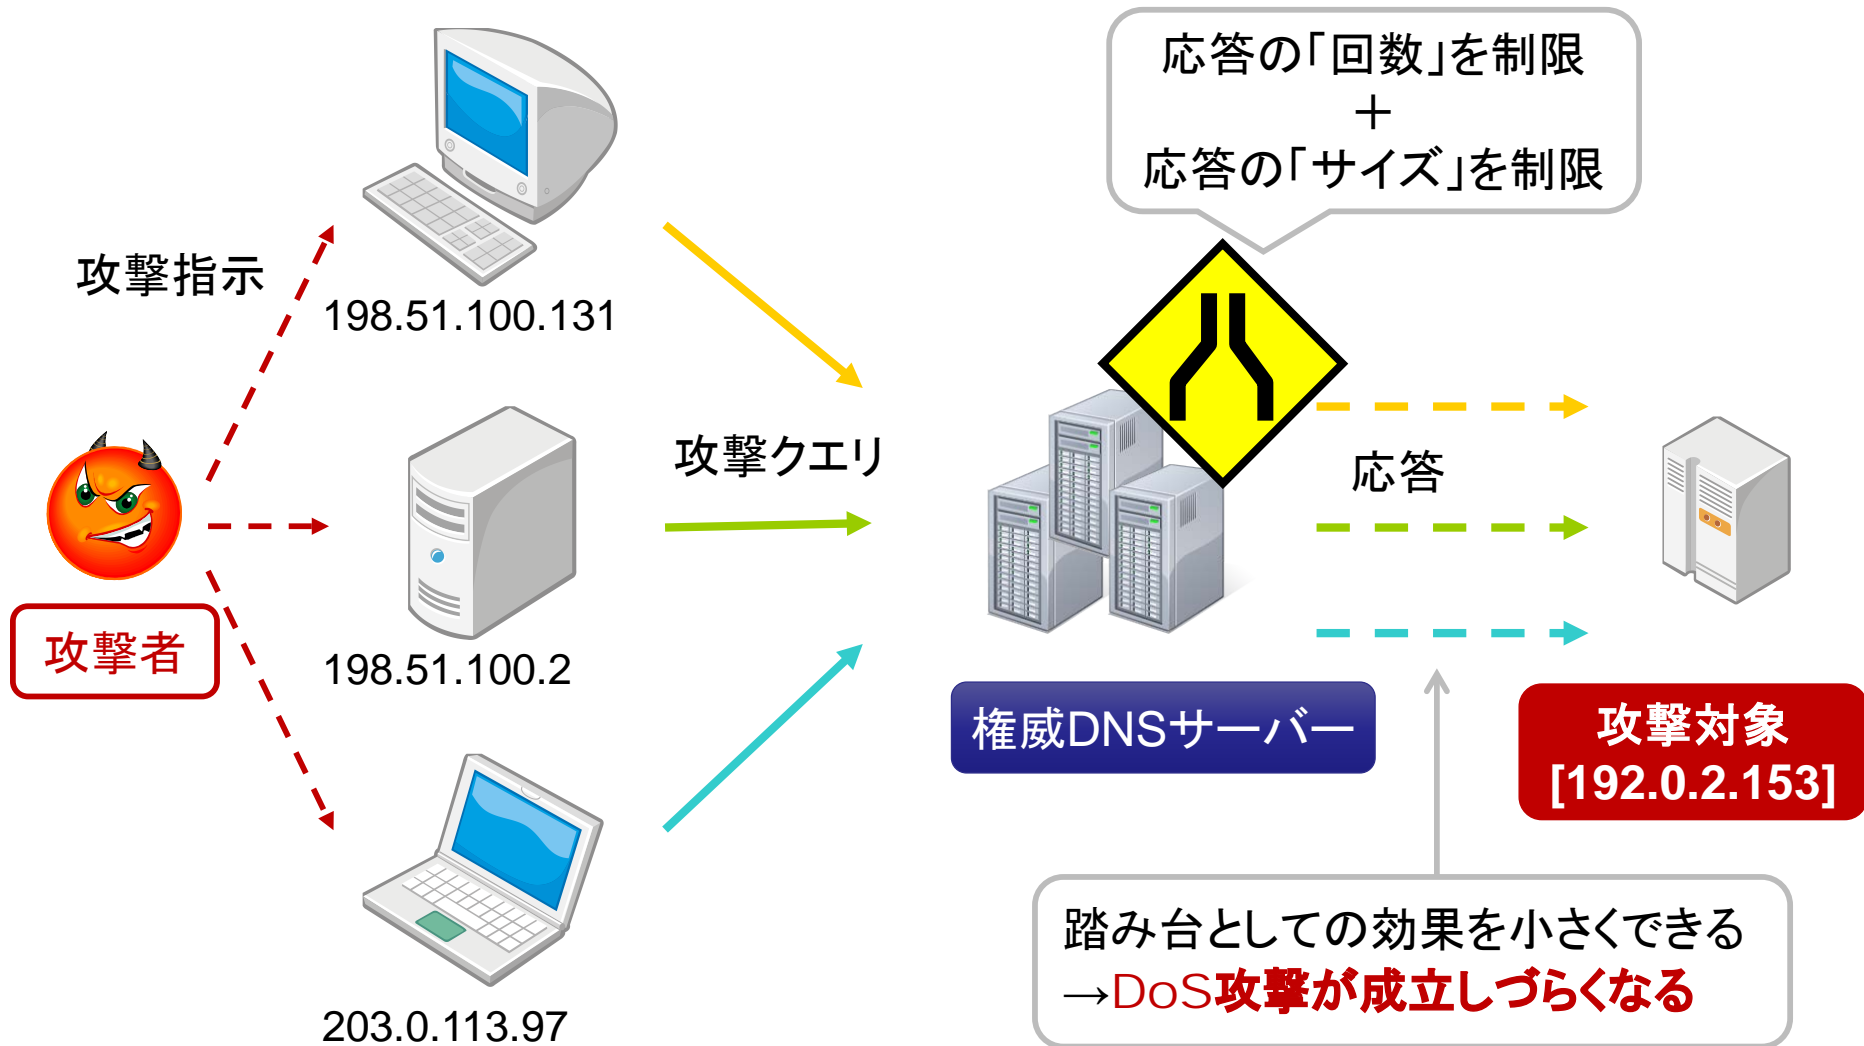 応答の「回数」を制限
＋
応答の「サイズ」を制限
攻撃指示
198.51.100.131
攻撃クエリ
応答
攻撃者
198.51.100.2
権威DNSサーバー
攻撃対象
[192.0.2.153]
踏み台としての効果を小さくできる
→DoS攻撃が成立しづらくなる
203.0.113.97